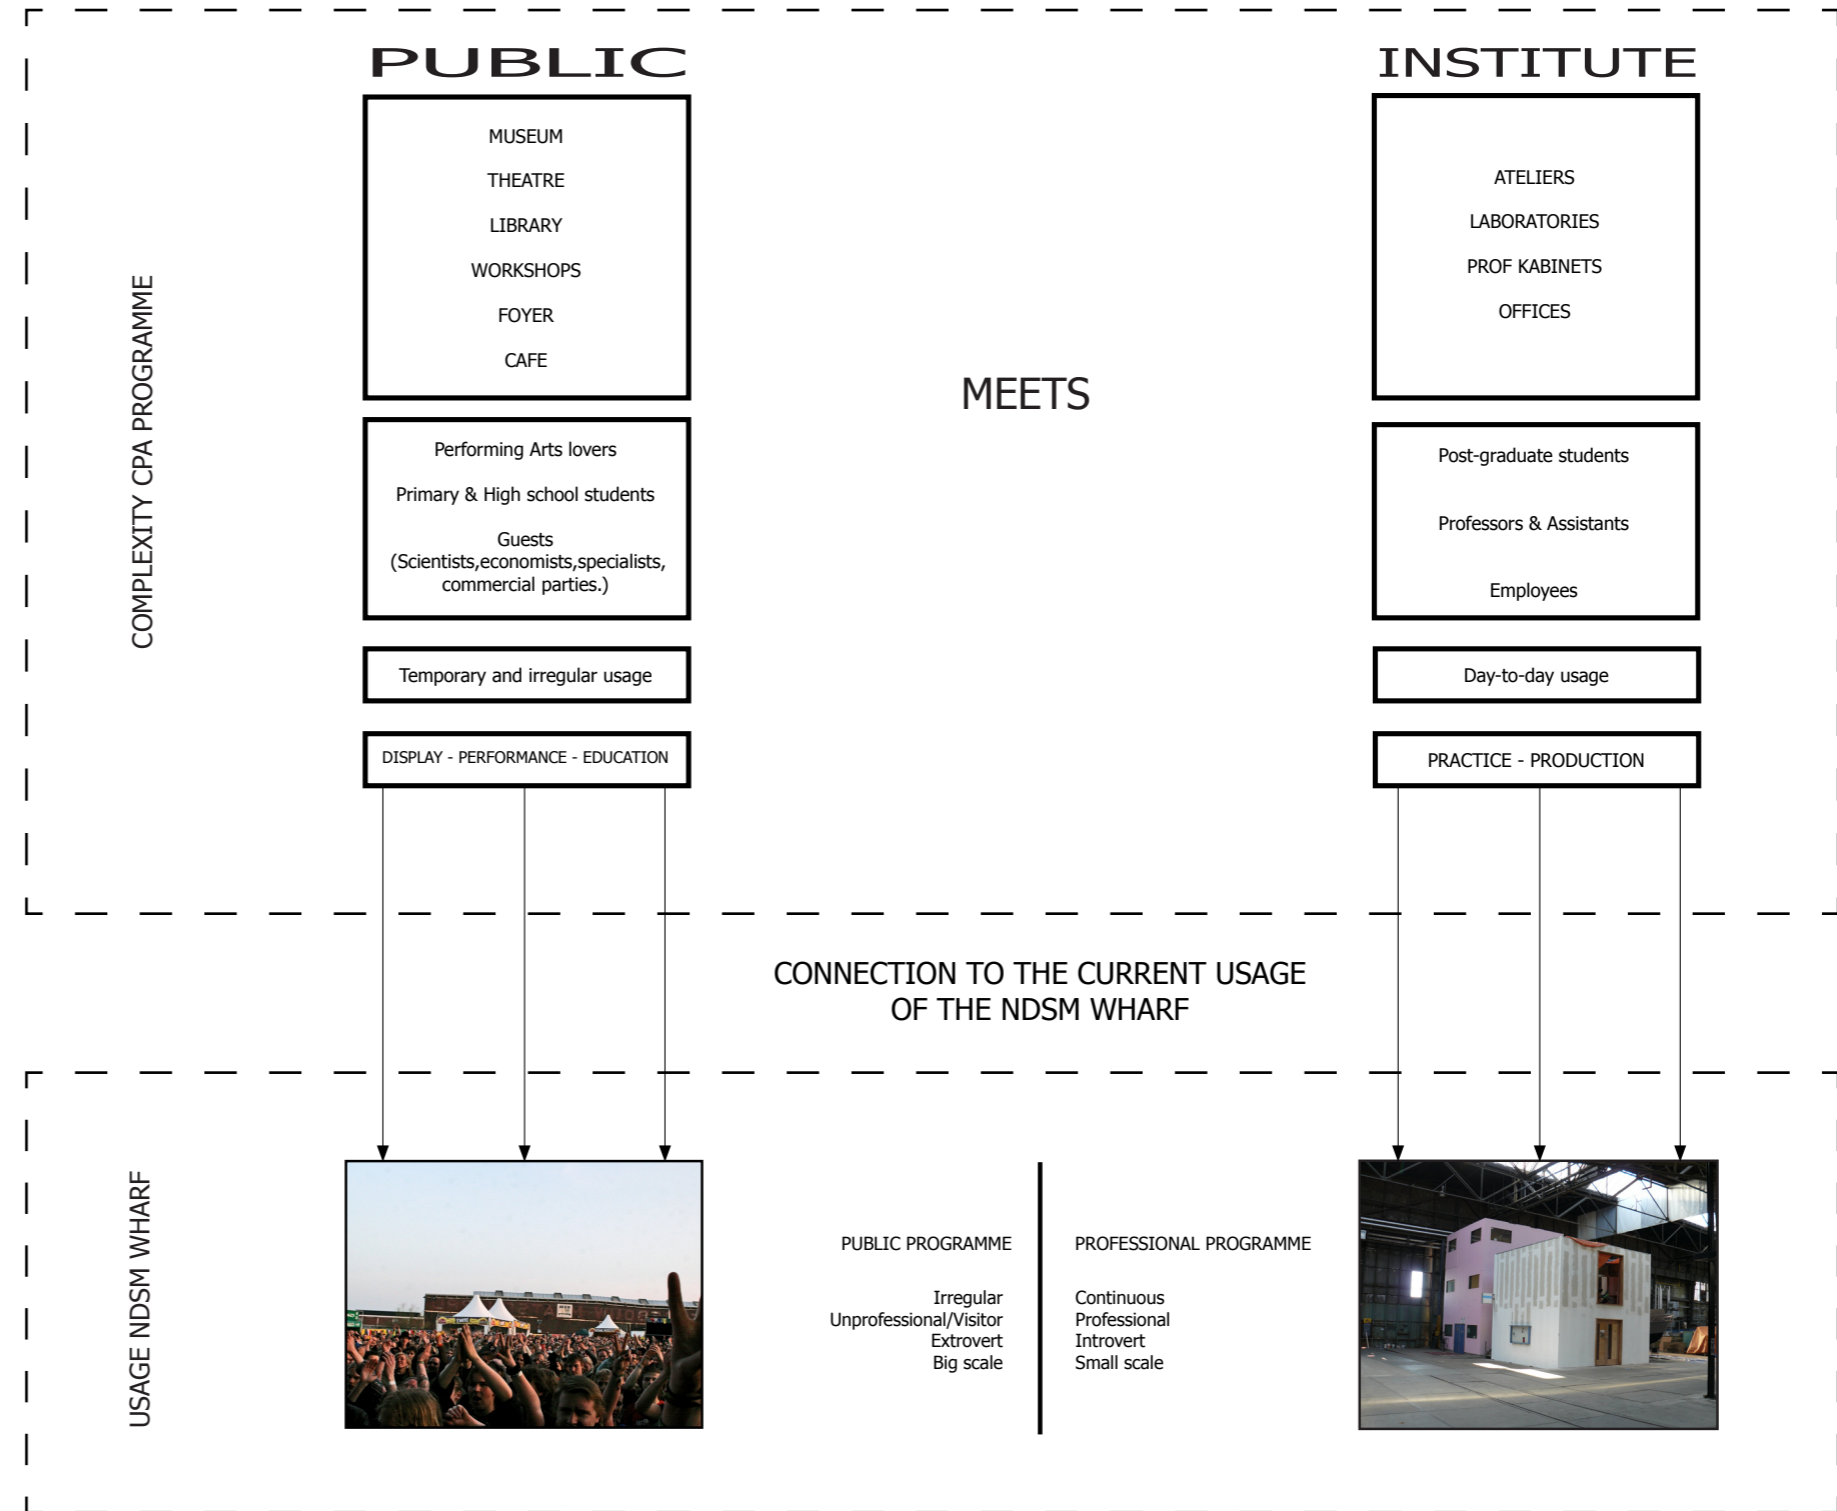 PUBLIC
MUSEUM
THEATRE
LIBRARY
WORKSHOPS
FOYER
CAFE
Performing Arts lovers
Primary & High school students
Guests
(Scientists,economists,specialists,
commercial parties.)
Temporary and irregular usage
DISPLAY - PERFORMANCE - EDUCATION
MEETS
INSTITUTE
ATELIERS
LABORATORIES
PROF KABINETS
OFFICES
Post-graduate students
Professors & Assistants
Employees
Day-to-day usage
PRACTICE - PRODUCTION
COMPLEXITY CPA PROGRAMME
CONNECTION TO THE CURRENT USAGE
OF THE NDSM WHARF
USAGE NDSM WHARF
PUBLIC PROGRAMME
Irregular
Unprofessional/Visitor
Extrovert
Big scale
PROFESSIONAL PROGRAMME
Continuous
Professional
Introvert
Small scale